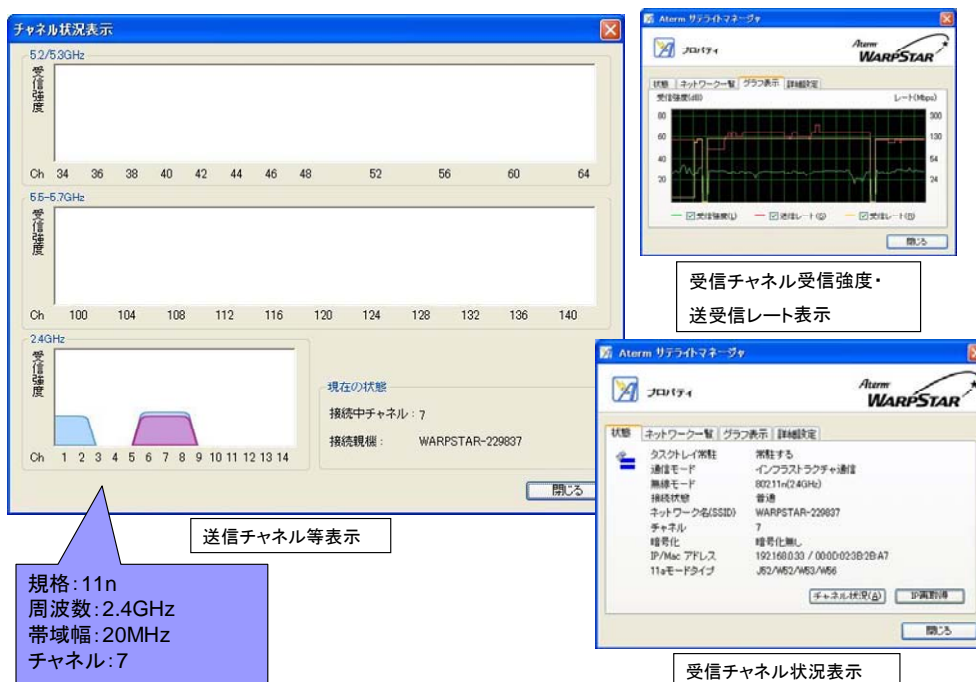 チャネル状況表示
5.2/5.3GHz
受信強度
Ch 34 36 38 40 42 44 46 48 52 56 60 64
5.5-5.7GHz
受信強度
Ch 100 104 108 112 116 120 124 128 132 136 140
2.4GHz
受信強度
Ch 1 2 3 4 5 6 7 8 9 10 11 12 13 14
現在の状態
接続中チャネル：7
接続親機： WARPSTAR-229837
閉じる
送信チャネル等表示
規格：11n
周波数：2.4GHz
帯域幅：20MHz
チャネル：7
Aterm サテライトマネージャ
プロパティ
Aterm
WARPSTAR
状態 ネットワーク一覧 グラフ表示 詳細設定
受信強度(dB) レート(Mbps)
80 300
60 130
40 54
20 24
受信強度(L) 送信レート(S) 受信レート(R)
閉じる
受信チャネル受信強度・
送受信レート表示
Aterm サテライトマネージャ
プロパティ
Aterm
WARPSTAR
状態 ネットワーク一覧 グラフ表示 詳細設定
タスクトレイ常駐 常駐する
通信モード インフラストラクチャ通信
無線モード 802.11n(2.4GHz)
接続状態 普通
ネットワーク名(SSID) WARPSTAR-229837
チャネル 7
暗号化 暗号化無し
IP/Mac アドレス 192.168.0.33 / 00:0D:02:3B:2B:A7
11aモードタイプ J52/W52/W53/W56
チャネル状況(A) IP再取得
閉じる
受信チャネル状況表示